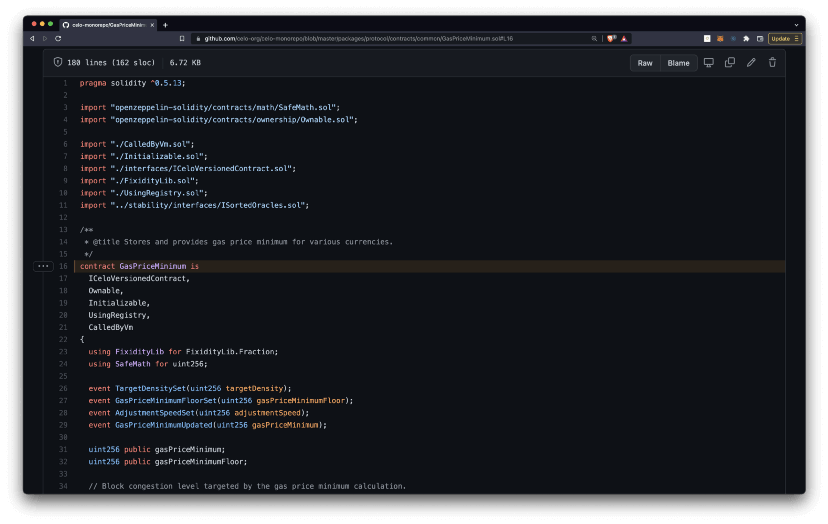 celo-monorepo/GasPriceMinim
github.com/celo-org/celo-monorepo/blob/master/packages/protocol/contracts/common/GasPriceMinimum.sol#L16
Update
180 lines (162 sloc) 6.72 KB
Raw Blame
1 pragma solidity ^0.5.13;
2
3 import "openzeppelin-solidity/contracts/math/SafeMath.sol";
4 import "openzeppelin-solidity/contracts/ownership/Ownable.sol";
5
6 import "./CalledByVm.sol";
7 import "./Initializable.sol";
8 import "./interfaces/ICeloVersionedContract.sol";
9 import "./FixidityLib.sol";
10 import "./UsingRegistry.sol";
11 import "../stability/interfaces/ISortedOracles.sol";
12
13 /**
14 * @title Stores and provides gas price minimum for various currencies.
15 */
16 contract GasPriceMinimum is
17 ICeloVersionedContract,
18 Ownable,
19 Initializable,
20 UsingRegistry,
21 CalledByVm
22 {
23 using FixidityLib for FixidityLib.Fraction;
24 using SafeMath for uint256;
25
26 event TargetDensitySet(uint256 targetDensity);
27 event GasPriceMinimumFloorSet(uint256 gasPriceMinimumFloor);
28 event AdjustmentSpeedSet(uint256 adjustmentSpeed);
29 event GasPriceMinimumUpdated(uint256 gasPriceMinimum);
30
31 uint256 public gasPriceMinimum;
32 uint256 public gasPriceMinimumFloor;
33
34 // Block congestion level targeted by the gas price minimum calculation.